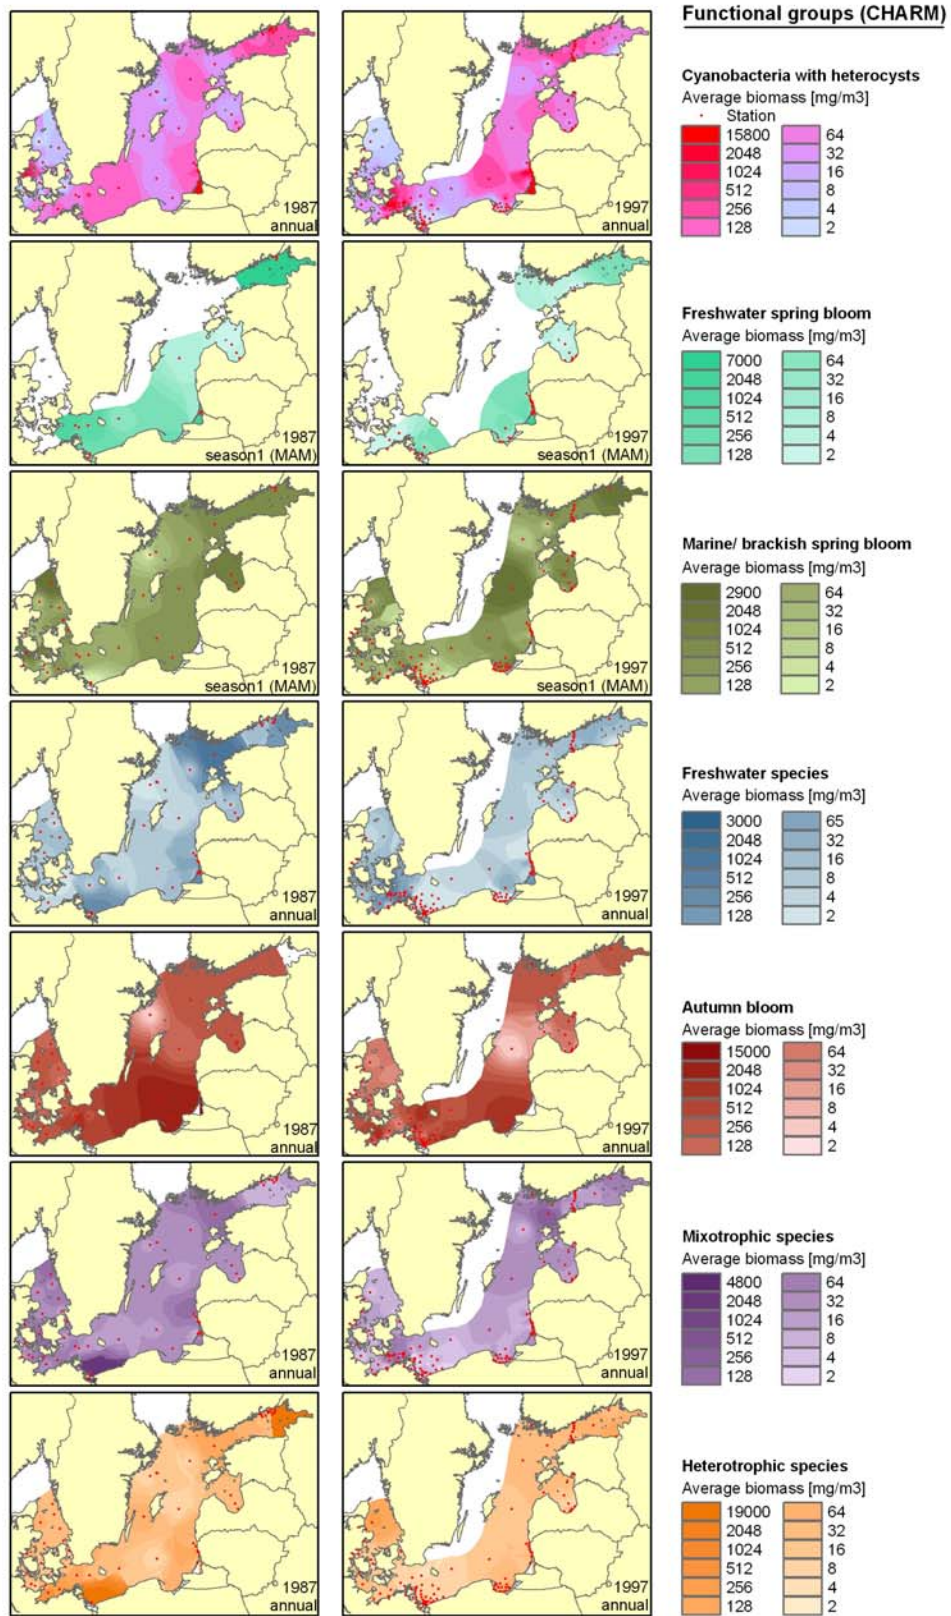 Functional groups (CHARM)
1987
annual
1997
annual
Cyanobacteria with heterocysts
Average biomass [mg/m3]
Station
15800 64
2048 32
1024 16
512 8
256 4
128 2
1987
season1 (MAM)
1997
season1 (MAM)
Freshwater spring bloom
Average biomass [mg/m3]
7000 64
2048 32
1024 16
512 8
256 4
128 2
1987
season1 (MAM)
1997
season1 (MAM)
Marine/ brackish spring bloom
Average biomass [mg/m3]
2900 64
2048 32
1024 16
512 8
256 4
128 2
1987
annual
1997
annual
Freshwater species
Average biomass [mg/m3]
3000 65
2048 32
1024 16
512 8
256 4
128 2
1987
annual
1997
annual
Autumn bloom
Average biomass [mg/m3]
15000 64
2048 32
1024 16
512 8
256 4
128 2
1987
annual
1997
annual
Mixotrophic species
Average biomass [mg/m3]
4800 64
2048 32
1024 16
512 8
256 4
128 2
1987
annual
1997
annual
Heterotrophic species
Average biomass [mg/m3]
19000 64
2048 32
1024 16
512 8
256 4
128 2